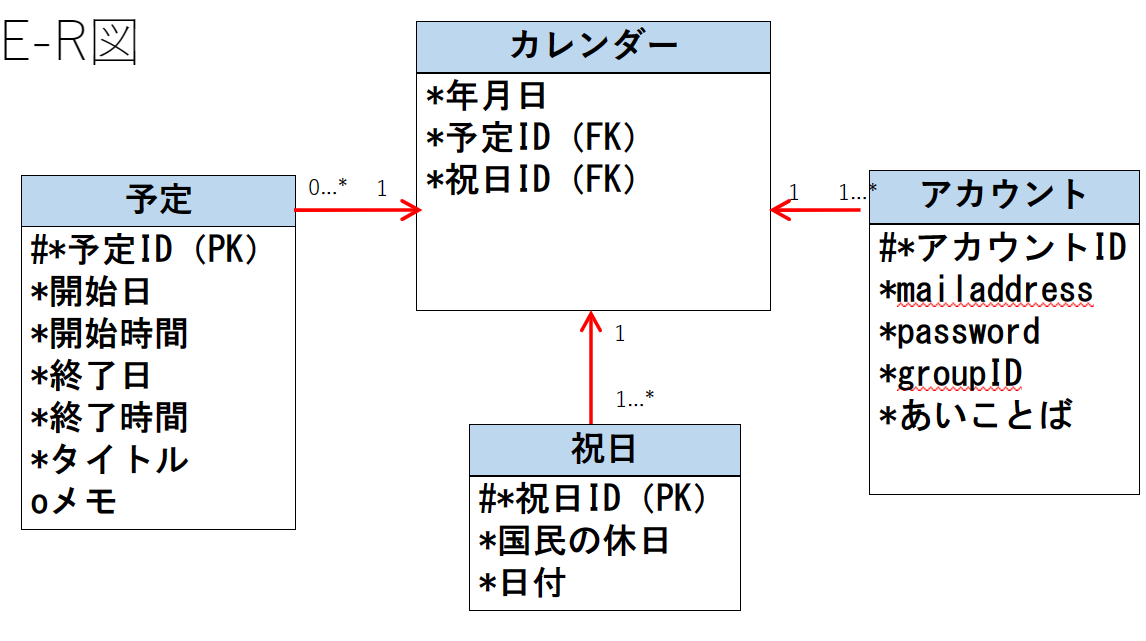 E-R図
カレンダー
*年月日
*予定ID（FK）
*祝日ID（FK）
予定
#*予定ID（PK）
*開始日
*開始時間
*終了日
*終了時間
*タイトル
oメモ
0…*
1
1
1…*
アカウント
#*アカウントID
*mailaddress
*password
*groupID
*あいことば
1
1…*
祝日
#*祝日ID（PK）
*国民の休日
*日付